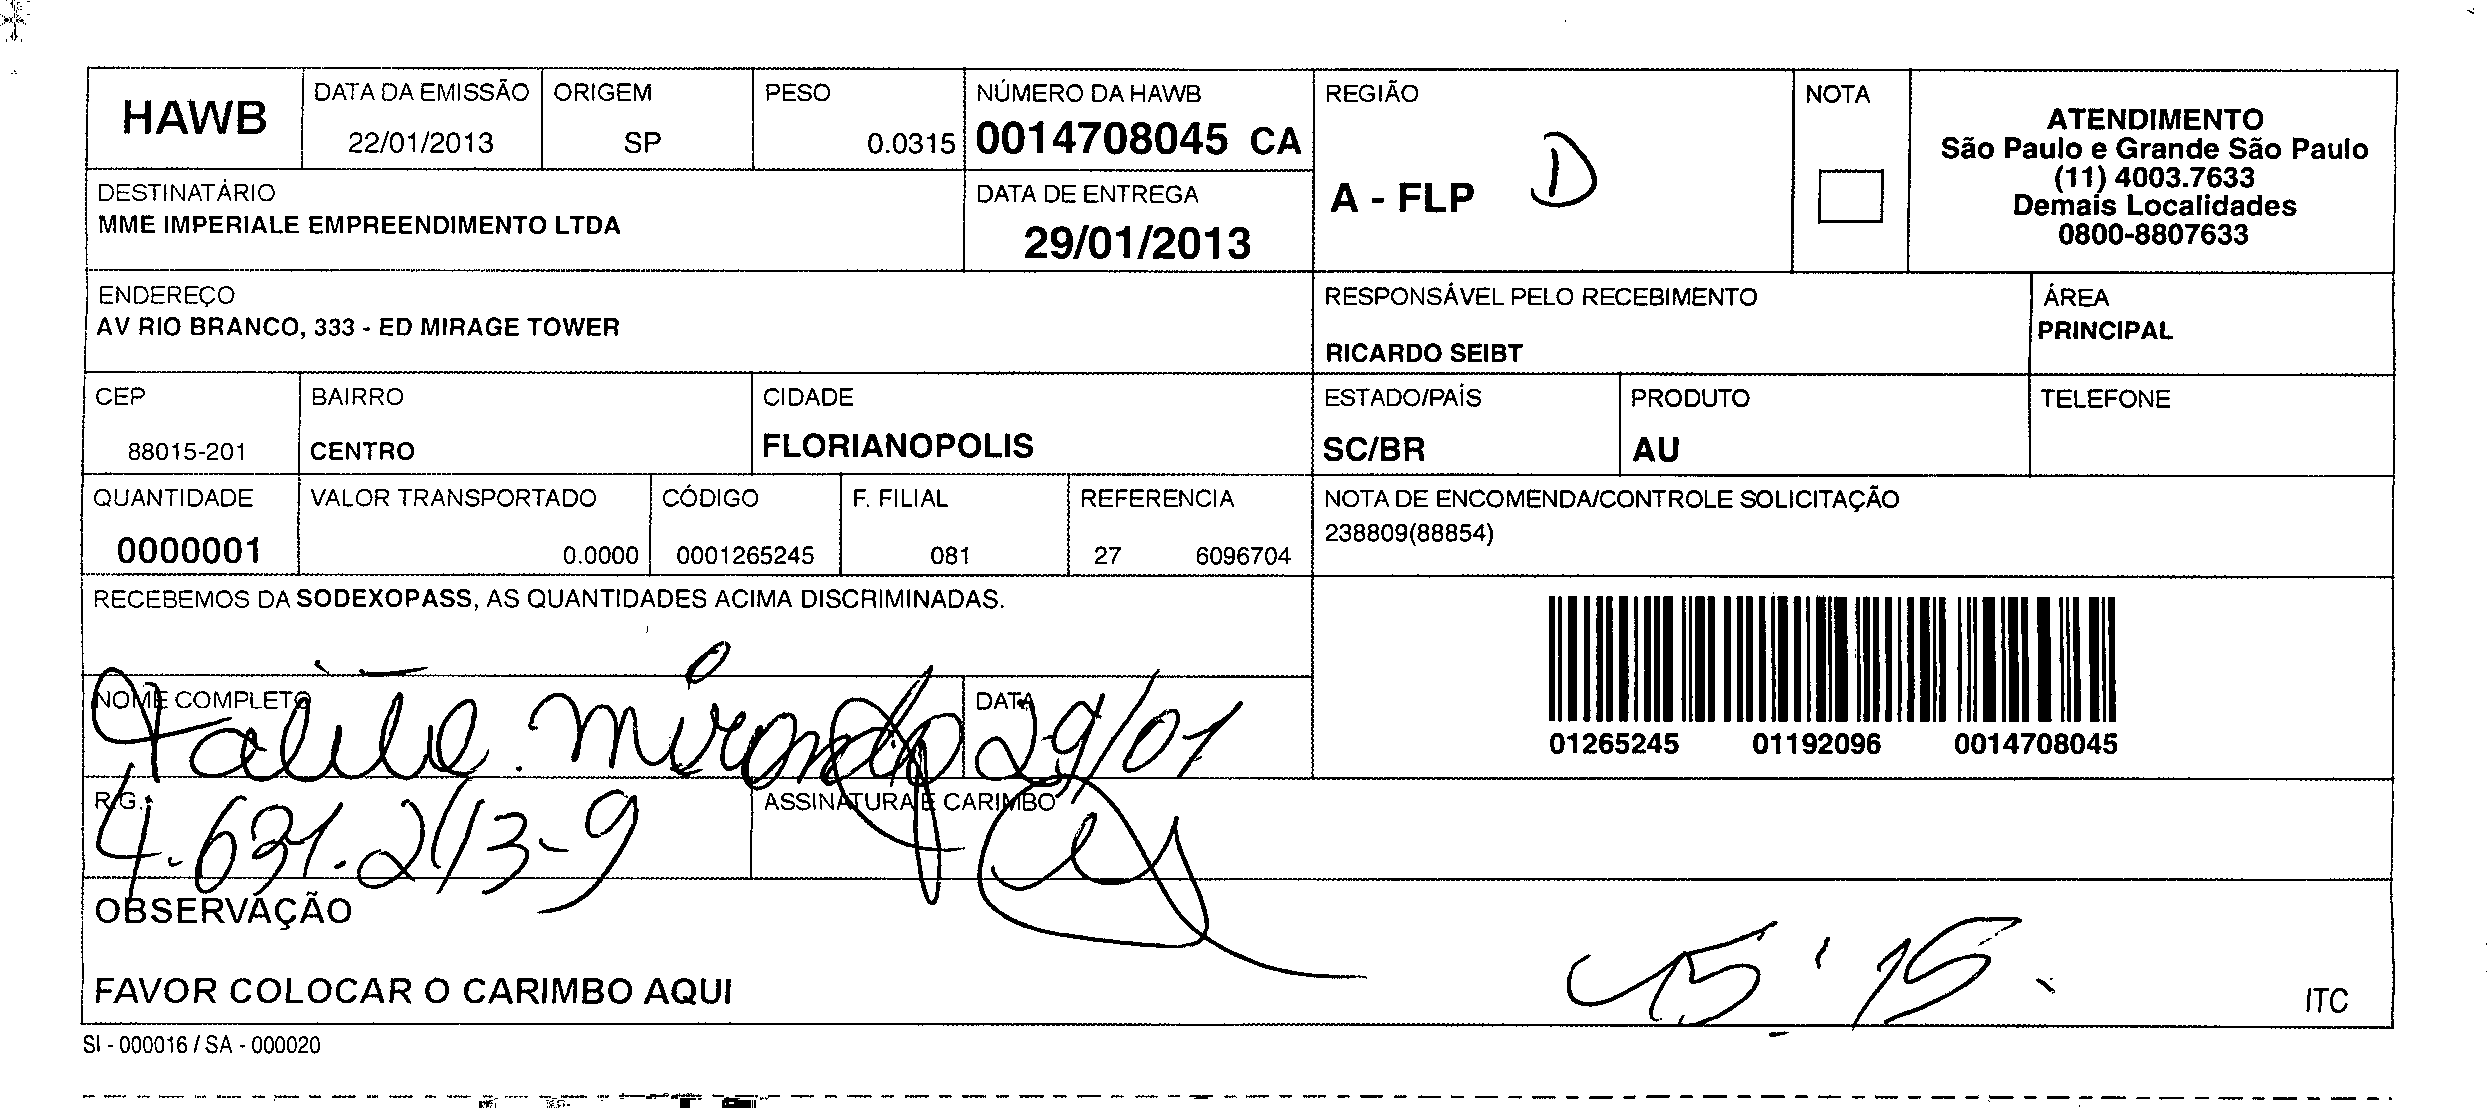 HAWB
DATA DA EMISSÃO
22/01/2013
ORIGEM
SP
PESO
0.0315
NÚMERO DA HAWB
0014708045 CA
REGIÃO
A - FLP D
NOTA
ATENDIMENTO
São Paulo e Grande São Paulo
(11) 4003.7633
Demais Localidades
0800-8807633
DESTINATÁRIO
MME IMPERIALE EMPREENDIMENTO LTDA
DATA DE ENTREGA
29/01/2013
ENDEREÇO
AV RIO BRANCO, 333 - ED MIRAGE TOWER
RESPONSÁVEL PELO RECEBIMENTO
RICARDO SEIBT
ÁREA
PRINCIPAL
CEP
88015-201
BAIRRO
CENTRO
CIDADE
FLORIANOPOLIS
ESTADO/PAÍS
SC/BR
PRODUTO
AU
TELEFONE
QUANTIDADE
0000001
VALOR TRANSPORTADO
0.0000
CÓDIGO
0001265245
F. FILIAL
081
REFERENCIA
27 6096704
NOTA DE ENCOMENDA/CONTROLE SOLICITAÇÃO
238809(88854)
RECEBEMOS DA SODEXOPASS, AS QUANTIDADES ACIMA DISCRIMINADAS.
01265245 01192096 0014708045
NOME COMPLETO
DATA
29/01
R.G.:
4.631.213-9
ASSINATURA E CARIMBO
OBSERVAÇÃO
FAVOR COLOCAR O CARIMBO AQUI
15:15
ITC
SI - 000016 / SA - 000020